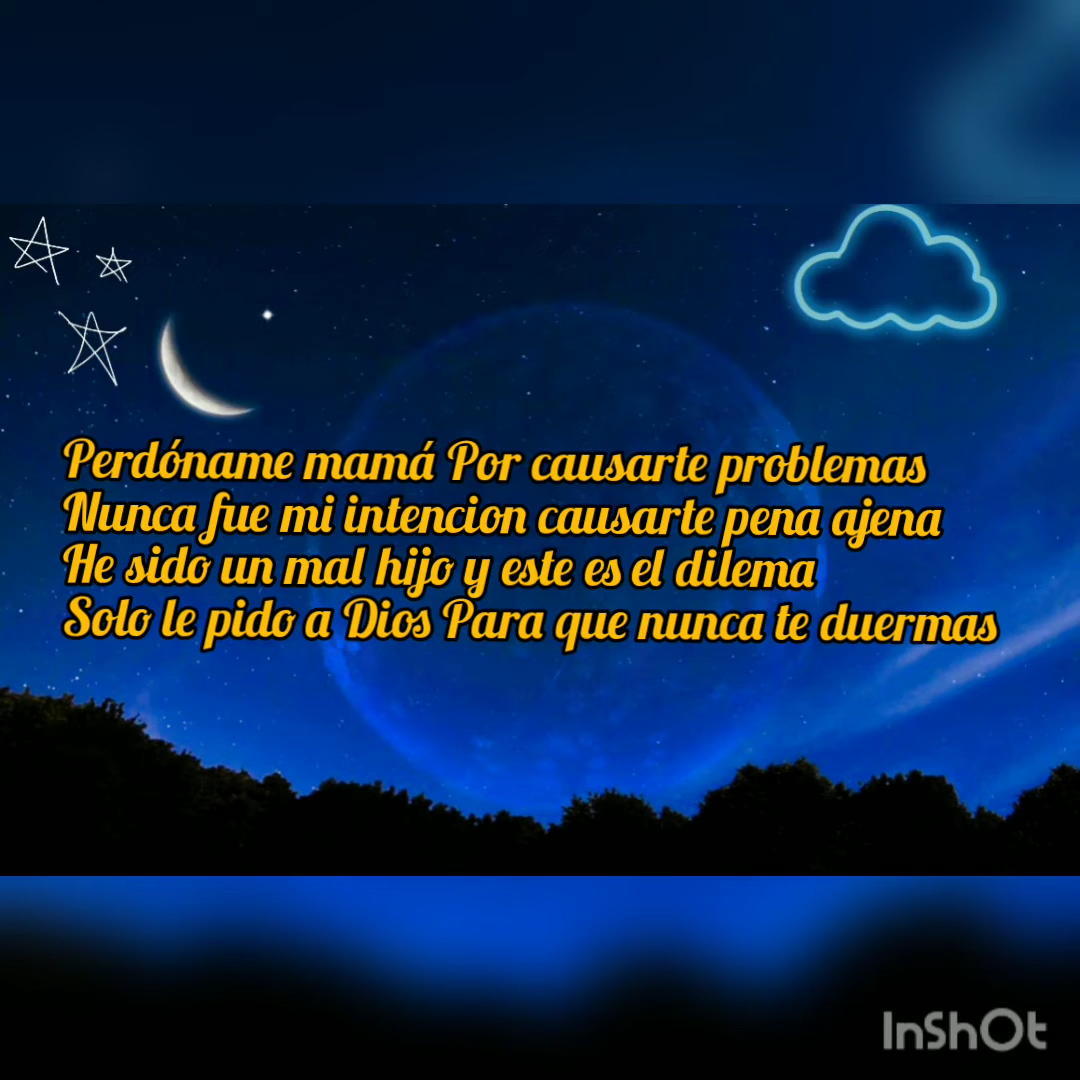 Perdóname mamá Por causarte problemas
Nunca fue mi intencion causarte pena ajena
He sido un mal hijo y este es el dilema
Solo le pido a Dios Para que nunca te duermas
InShOt